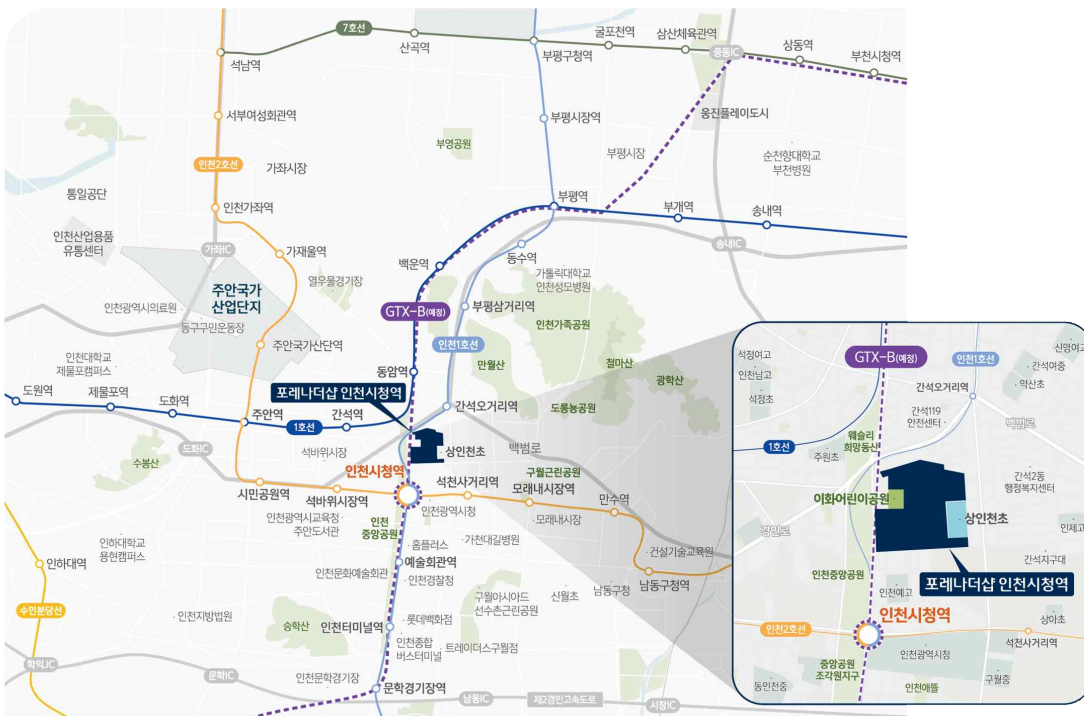 7호선
산곡역
굴포천역
삼산체육관역
상동역
중동IC
부천시청역
석남역
부평구청역
서부여성회관역
부평시장역
웅진플레이도시
부영공원
부평시장
순천향대학교
부천병원
인천2호선
가좌시장
통일공단
인천가좌역
부평역
부개역
송내역
인천산업용품
유통센터
가좌IC
가재울역
동수역
송내IC
백운역
열우물경기장
가톨릭대학교
인천성모병원
주안국가
산업단지
인천광역시의료원
GTX-B(예정)
부평삼거리역
인천가족공원
동구구민운동장
인천1호선
주안국가산단역
만월산
철마산
광학산
인천대학교
제물포캠퍼스
동암역
포레나더샵 인천시청역
도원역
제물포역
도화역
주안역
1호선
간석역
간석오거리역
도롱뇽공원
도화IC
석바위시장
상인천초
백범로
수봉산
인천시청역
구월근린공원
시민공원역
석바위시장역
석천사거리역
모래내시장역
만수역
인천광역시교육청
주안도서관
인천
중앙공원
인천광역시청
모래내시장
홈플러스
가천대길병원
건설기술교육원
인하대학교
용현캠퍼스
인하대역
인천문화예술회관
예술회관역
인천경찰청
구월아시아드
선수촌근린공원
신월초
남동구청
남동구청역
수인분당선
인천지방법원
승학산
인천터미널역
롯데백화점
인천종합
버스터미널
트레이더스구월점
학익JC
문학IC
인천문학경기장
문학경기장역
남동IC
제2경인고속도로
서창IC
GTX-B(예정)
인천1호선
신명여고
석정여고
인천남고
석정초
간석여중
약산초
간석오거리역
간석119
안전센터
백범로
1호선
웨슬리
희망동산
주원초
간석2동
행정복지센터
이화어린이공원
상인천초
경인로
인제고
간석지구대
인천중앙공원
포레나더샵 인천시청역
인천예고
인천시청역
인천2호선
상아초
석천사거리역
인천광역시청
중앙공원
조각원지구
구월중
동인천중
인천애뜰